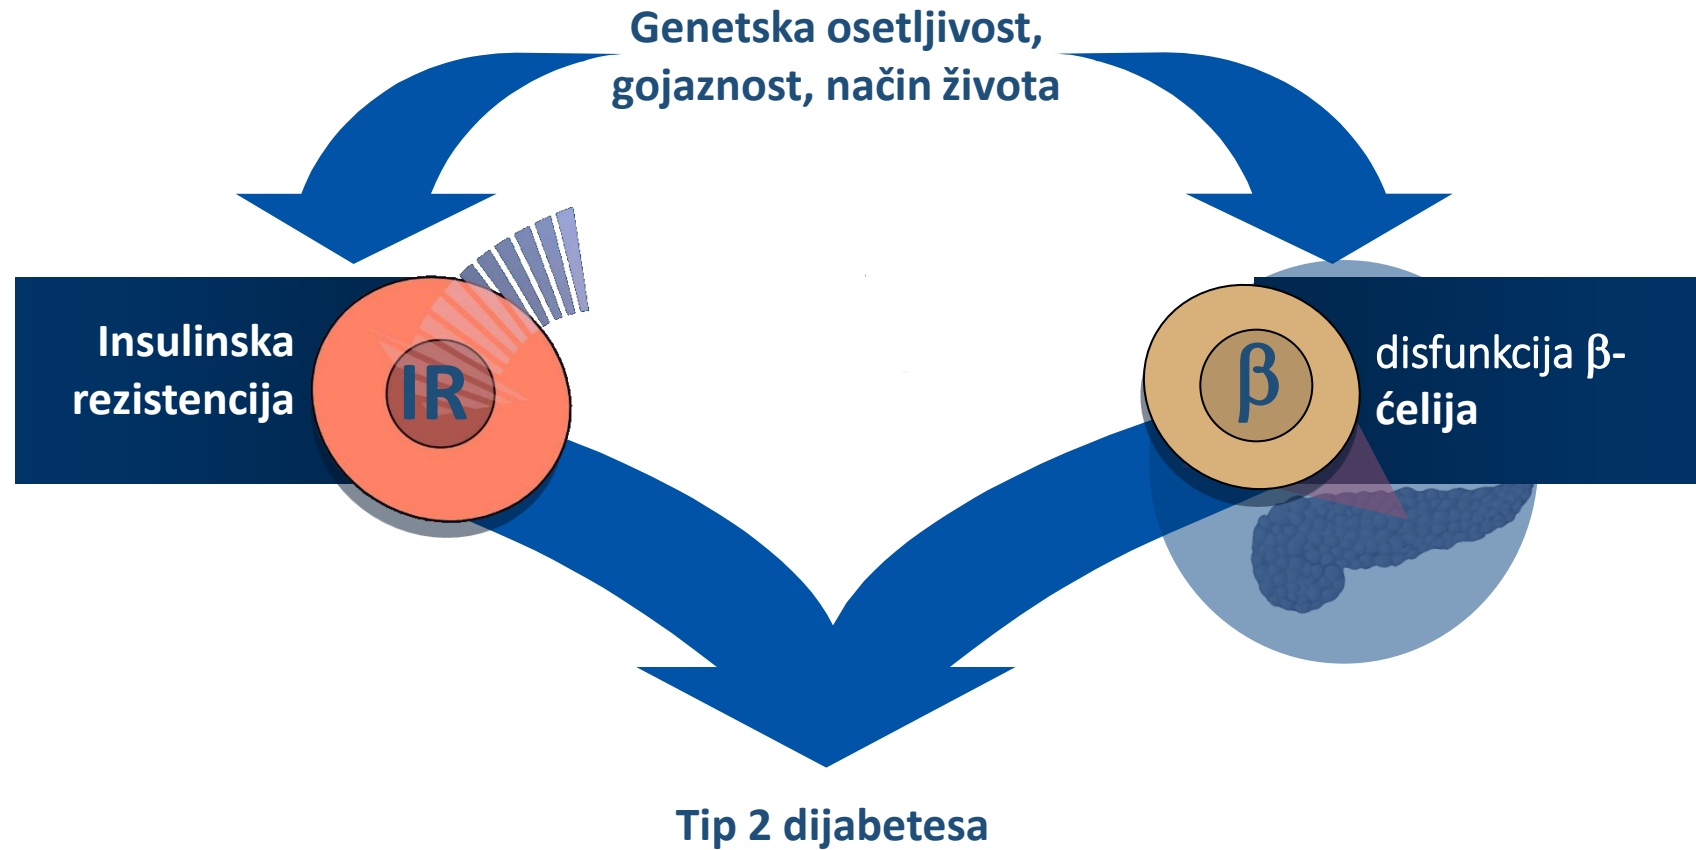 Genetska osetljivost,
gojaznost, način života
Insulinska
rezistencija
IR
β
disfunkcija β-
ćelija
Tip 2 dijabetesa